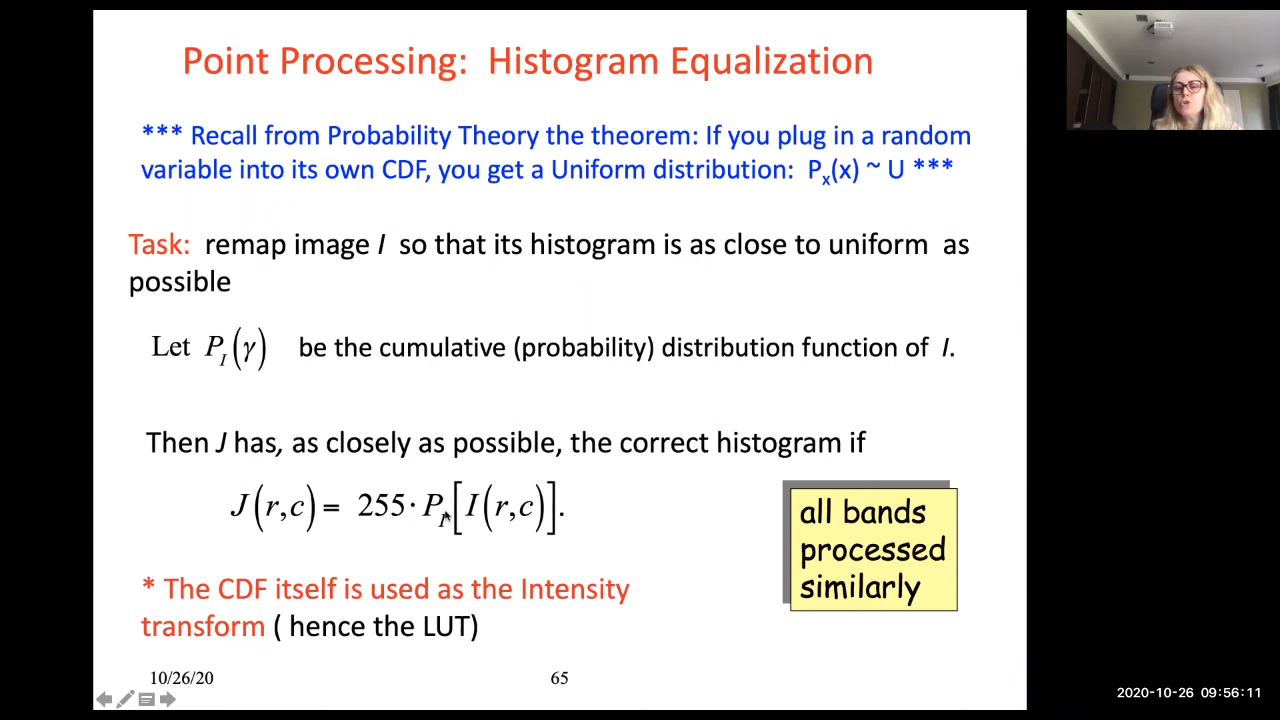 Point Processing: Histogram Equalization
*** Recall from Probability Theory the theorem: If you plug in a random
variable into its own CDF, you get a Uniform distribution: Pₓ(x) ~ U ***
Task: remap image I so that its histogram is as close to uniform as
possible
Let P_I(γ) be the cumulative (probability) distribution function of I.
Then J has, as closely as possible, the correct histogram if
J(r,c) = 255·P_I[I(r,c)].
all bands
processed
similarly
* The CDF itself is used as the Intensity
transform ( hence the LUT)
10/26/20 65
2020-10-26 09:56:11